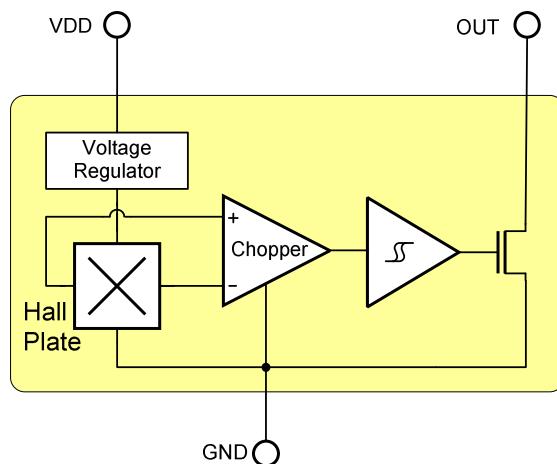 VDD
OUT
Voltage
Regulator
+
Chopper
−
Hall
Plate
GND